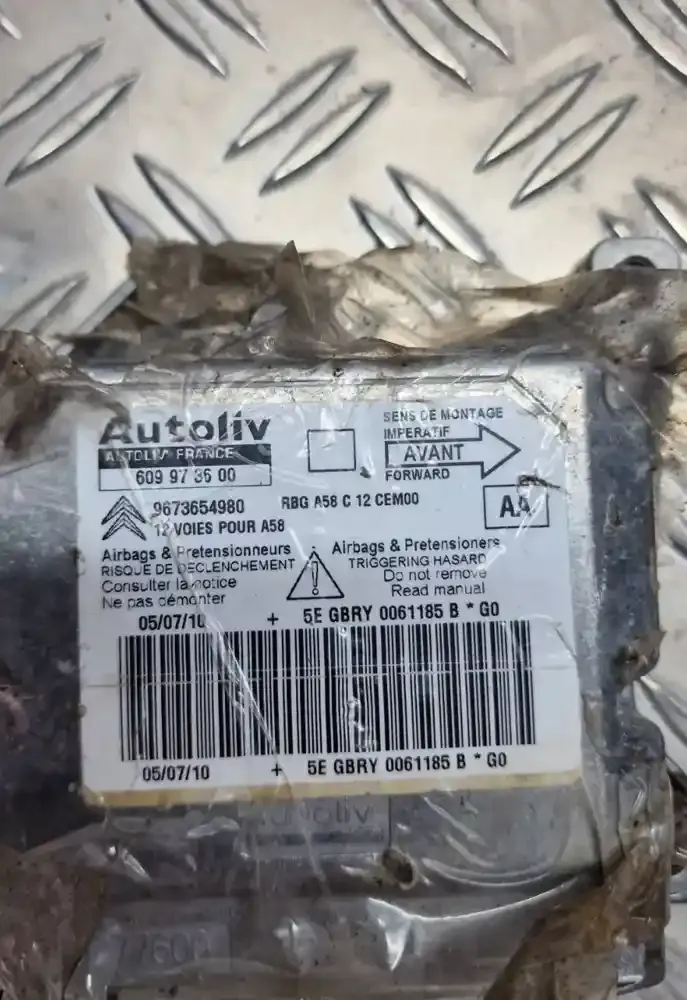 Autoliv
AUTOLIV FRANCE
609 97 36 00
SENS DE MONTAGE
IMPERATIF
AVANT
FORWARD
9673654980
RBG A58 C 12 CEM00
AA
12 VOIES POUR A58
Airbags & Pretensionneurs
RISQUE DE DECLENCHEMENT
Consulter la notice
Ne pas démonter
Airbags & Pretensioners
TRIGGERING HASARD
Do not remove
Read manual
05/07/10 + 5E GBRY 0061185 B * G0
05/07/10 + 5E GBRY 0061185 B * G0
Autoliv